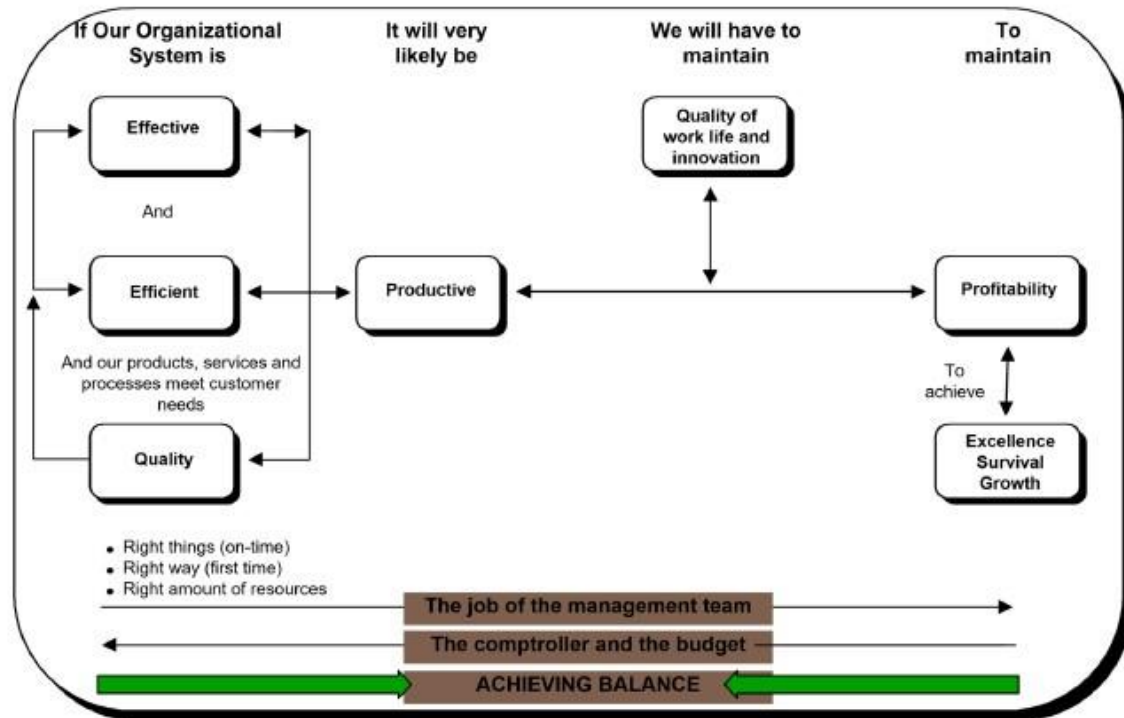 If Our Organizational
System is
It will very
likely be
We will have to
maintain
To
maintain
Effective
Quality of
work life and
innovation
And
Efficient
Productive
Profitability
And our products, services and
processes meet customer
needs
To
achieve
Quality
Excellence
Survival
Growth
• Right things (on-time)
• Right way (first time)
• Right amount of resources
The job of the management team
The comptroller and the budget
ACHIEVING BALANCE